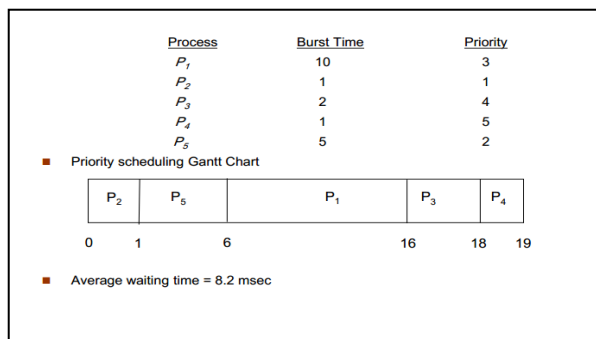 Process Burst Time Priority
P1 10 3
P2 1 1
P3 2 4
P4 1 5
P5 5 2
Priority scheduling Gantt Chart
P2 P5 P1 P3 P4
0 1 6 16 18 19
Average waiting time = 8.2 msec